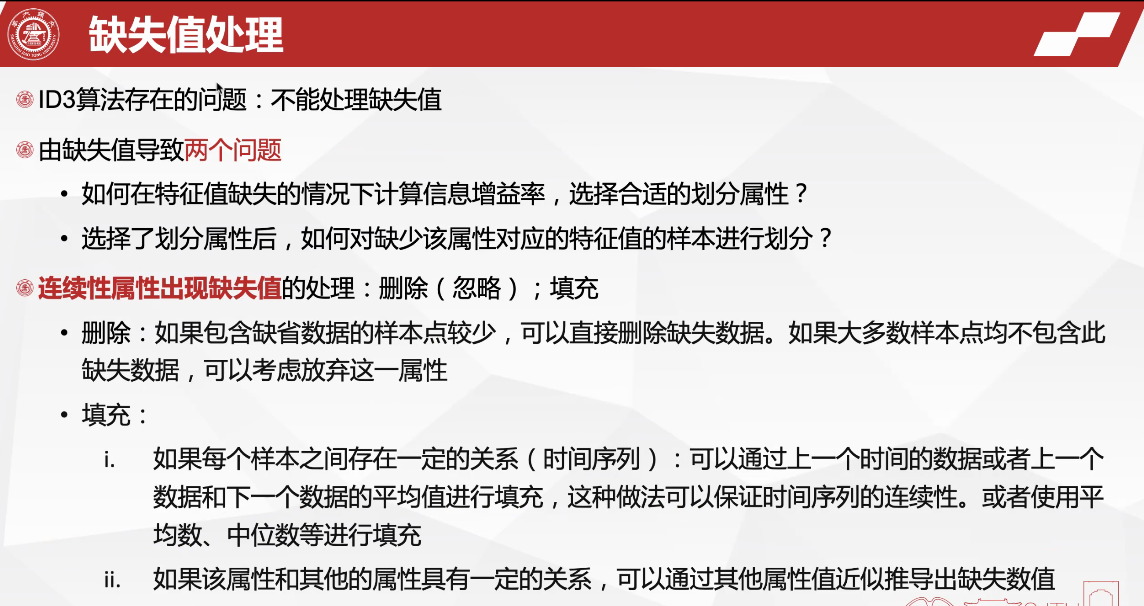 缺失值处理
ID3算法存在的问题：不能处理缺失值
由缺失值导致两个问题
• 如何在特征值缺失的情况下计算信息增益率，选择合适的划分属性？
• 选择了划分属性后，如何对缺少该属性对应的特征值的样本进行划分？
连续性属性出现缺失值的处理：删除（忽略）；填充
• 删除：如果包含缺省数据的样本点较少，可以直接删除缺失数据。如果大多数样本点均不包含此
缺失数据，可以考虑放弃这一属性
• 填充：
i. 如果每个样本之间存在一定的关系（时间序列）：可以通过上一个时间的数据或者上一个
数据和下一个数据的平均值进行填充，这种做法可以保证时间序列的连续性。或者使用平
均数、中位数等进行填充
ii. 如果该属性和其他的属性具有一定的关系，可以通过其他属性值近似推导出缺失数值